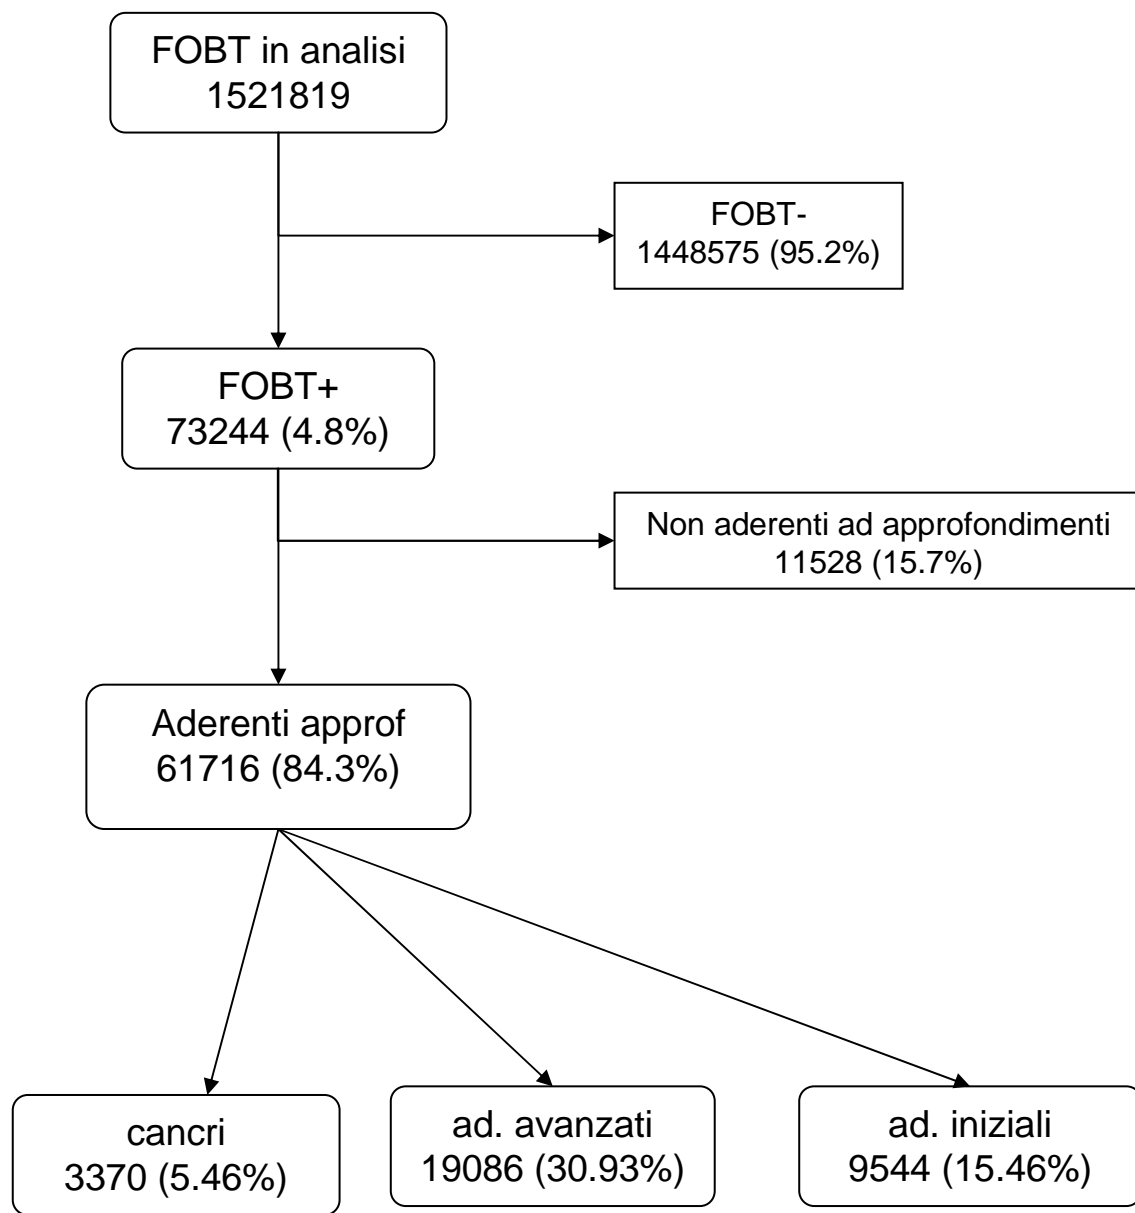 FOBT in analisi
1521819
FOBT-
1448575 (95.2%)
FOBT+
73244 (4.8%)
Non aderenti ad approfondimenti
11528 (15.7%)
Aderenti approf
61716 (84.3%)
cancri
3370 (5.46%)
ad. avanzati
19086 (30.93%)
ad. iniziali
9544 (15.46%)